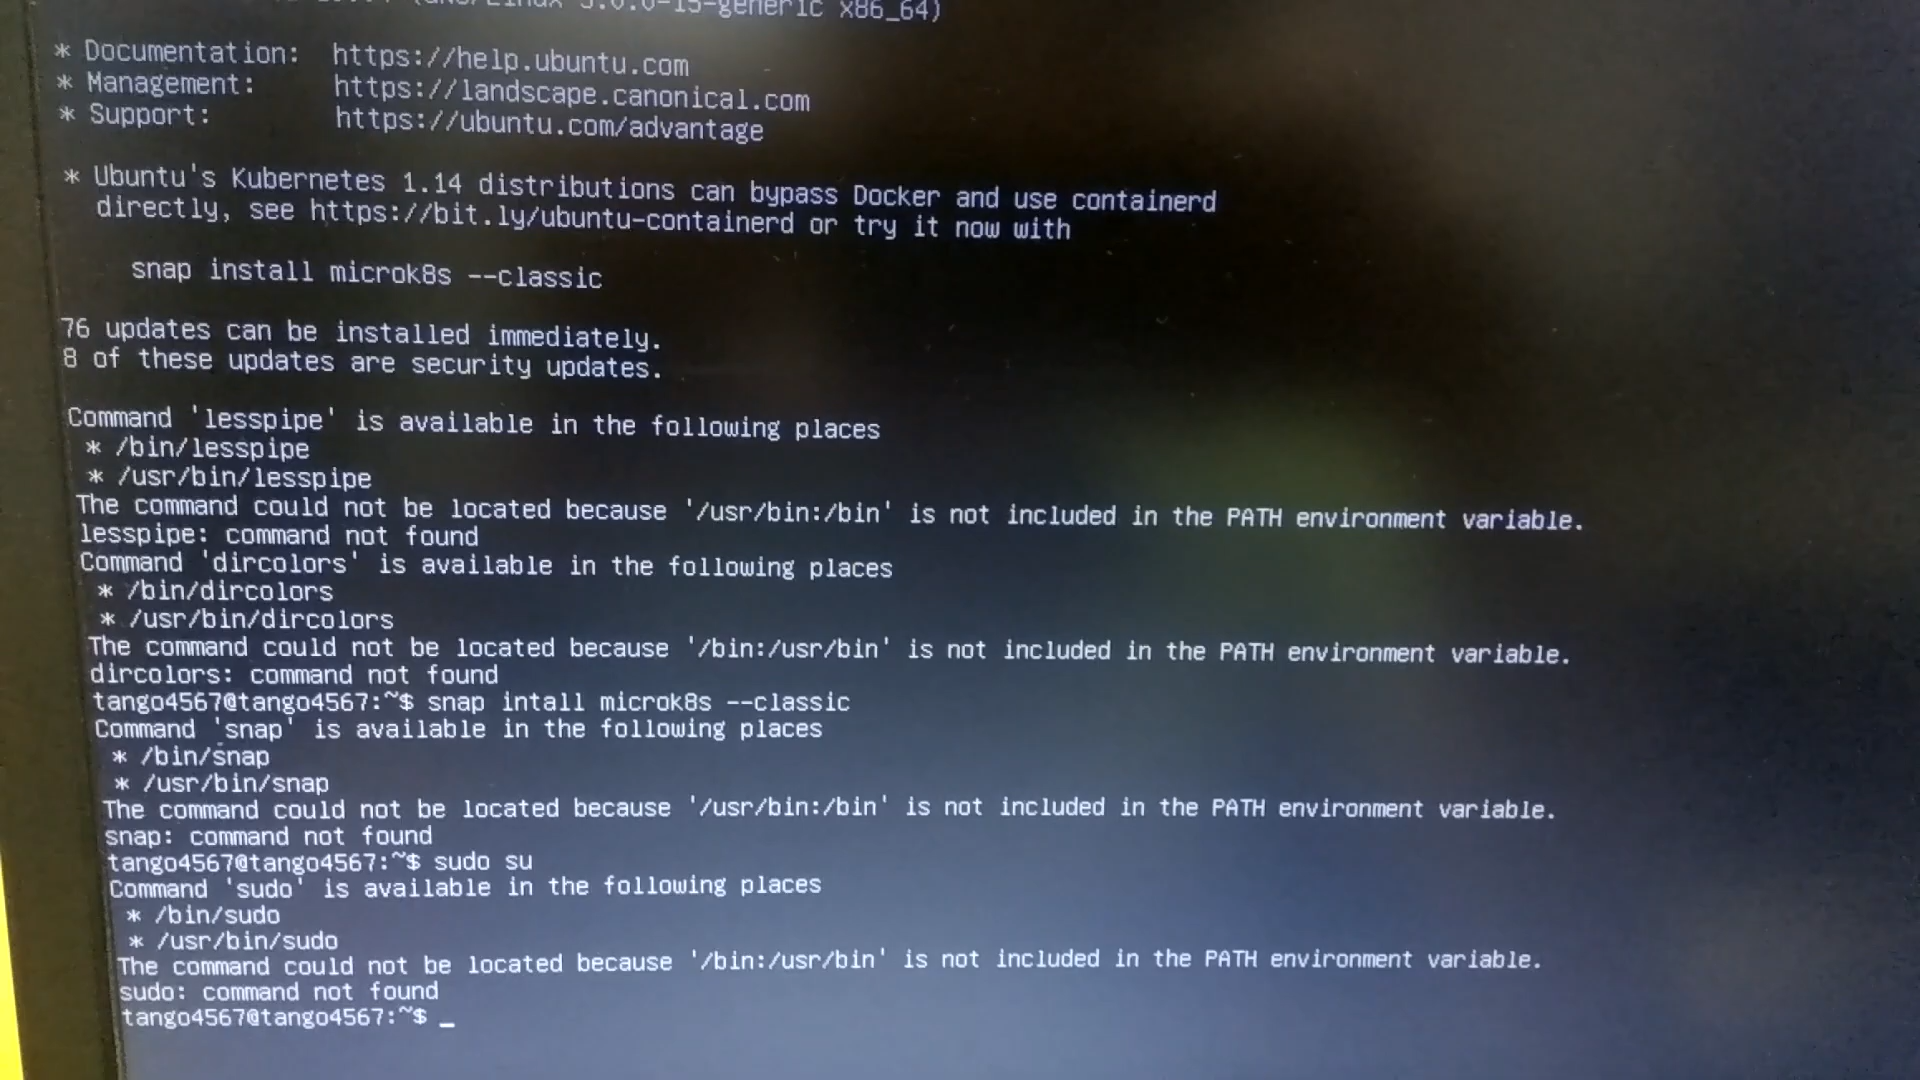 (GNU/Linux 5.0.0-15-generic x86_64)
* Documentation: https://help.ubuntu.com
* Management: https://landscape.canonical.com
* Support: https://ubuntu.com/advantage
* Ubuntu's Kubernetes 1.14 distributions can bypass Docker and use containerd
directly, see https://bit.ly/ubuntu-containerd or try it now with
snap install microk8s --classic
76 updates can be installed immediately.
8 of these updates are security updates.
Command 'lesspipe' is available in the following places
* /bin/lesspipe
* /usr/bin/lesspipe
The command could not be located because '/usr/bin:/bin' is not included in the PATH environment variable.
lesspipe: command not found
Command 'dircolors' is available in the following places
* /bin/dircolors
* /usr/bin/dircolors
The command could not be located because '/bin:/usr/bin' is not included in the PATH environment variable.
dircolors: command not found
tango4567@tango4567:~$ snap intall microk8s --classic
Command 'snap' is available in the following places
* /bin/snap
* /usr/bin/snap
The command could not be located because '/usr/bin:/bin' is not included in the PATH environment variable.
snap: command not found
tango4567@tango4567:~$ sudo su
Command 'sudo' is available in the following places
* /bin/sudo
* /usr/bin/sudo
The command could not be located because '/bin:/usr/bin' is not included in the PATH environment variable.
sudo: command not found
tango4567@tango4567:~$ _